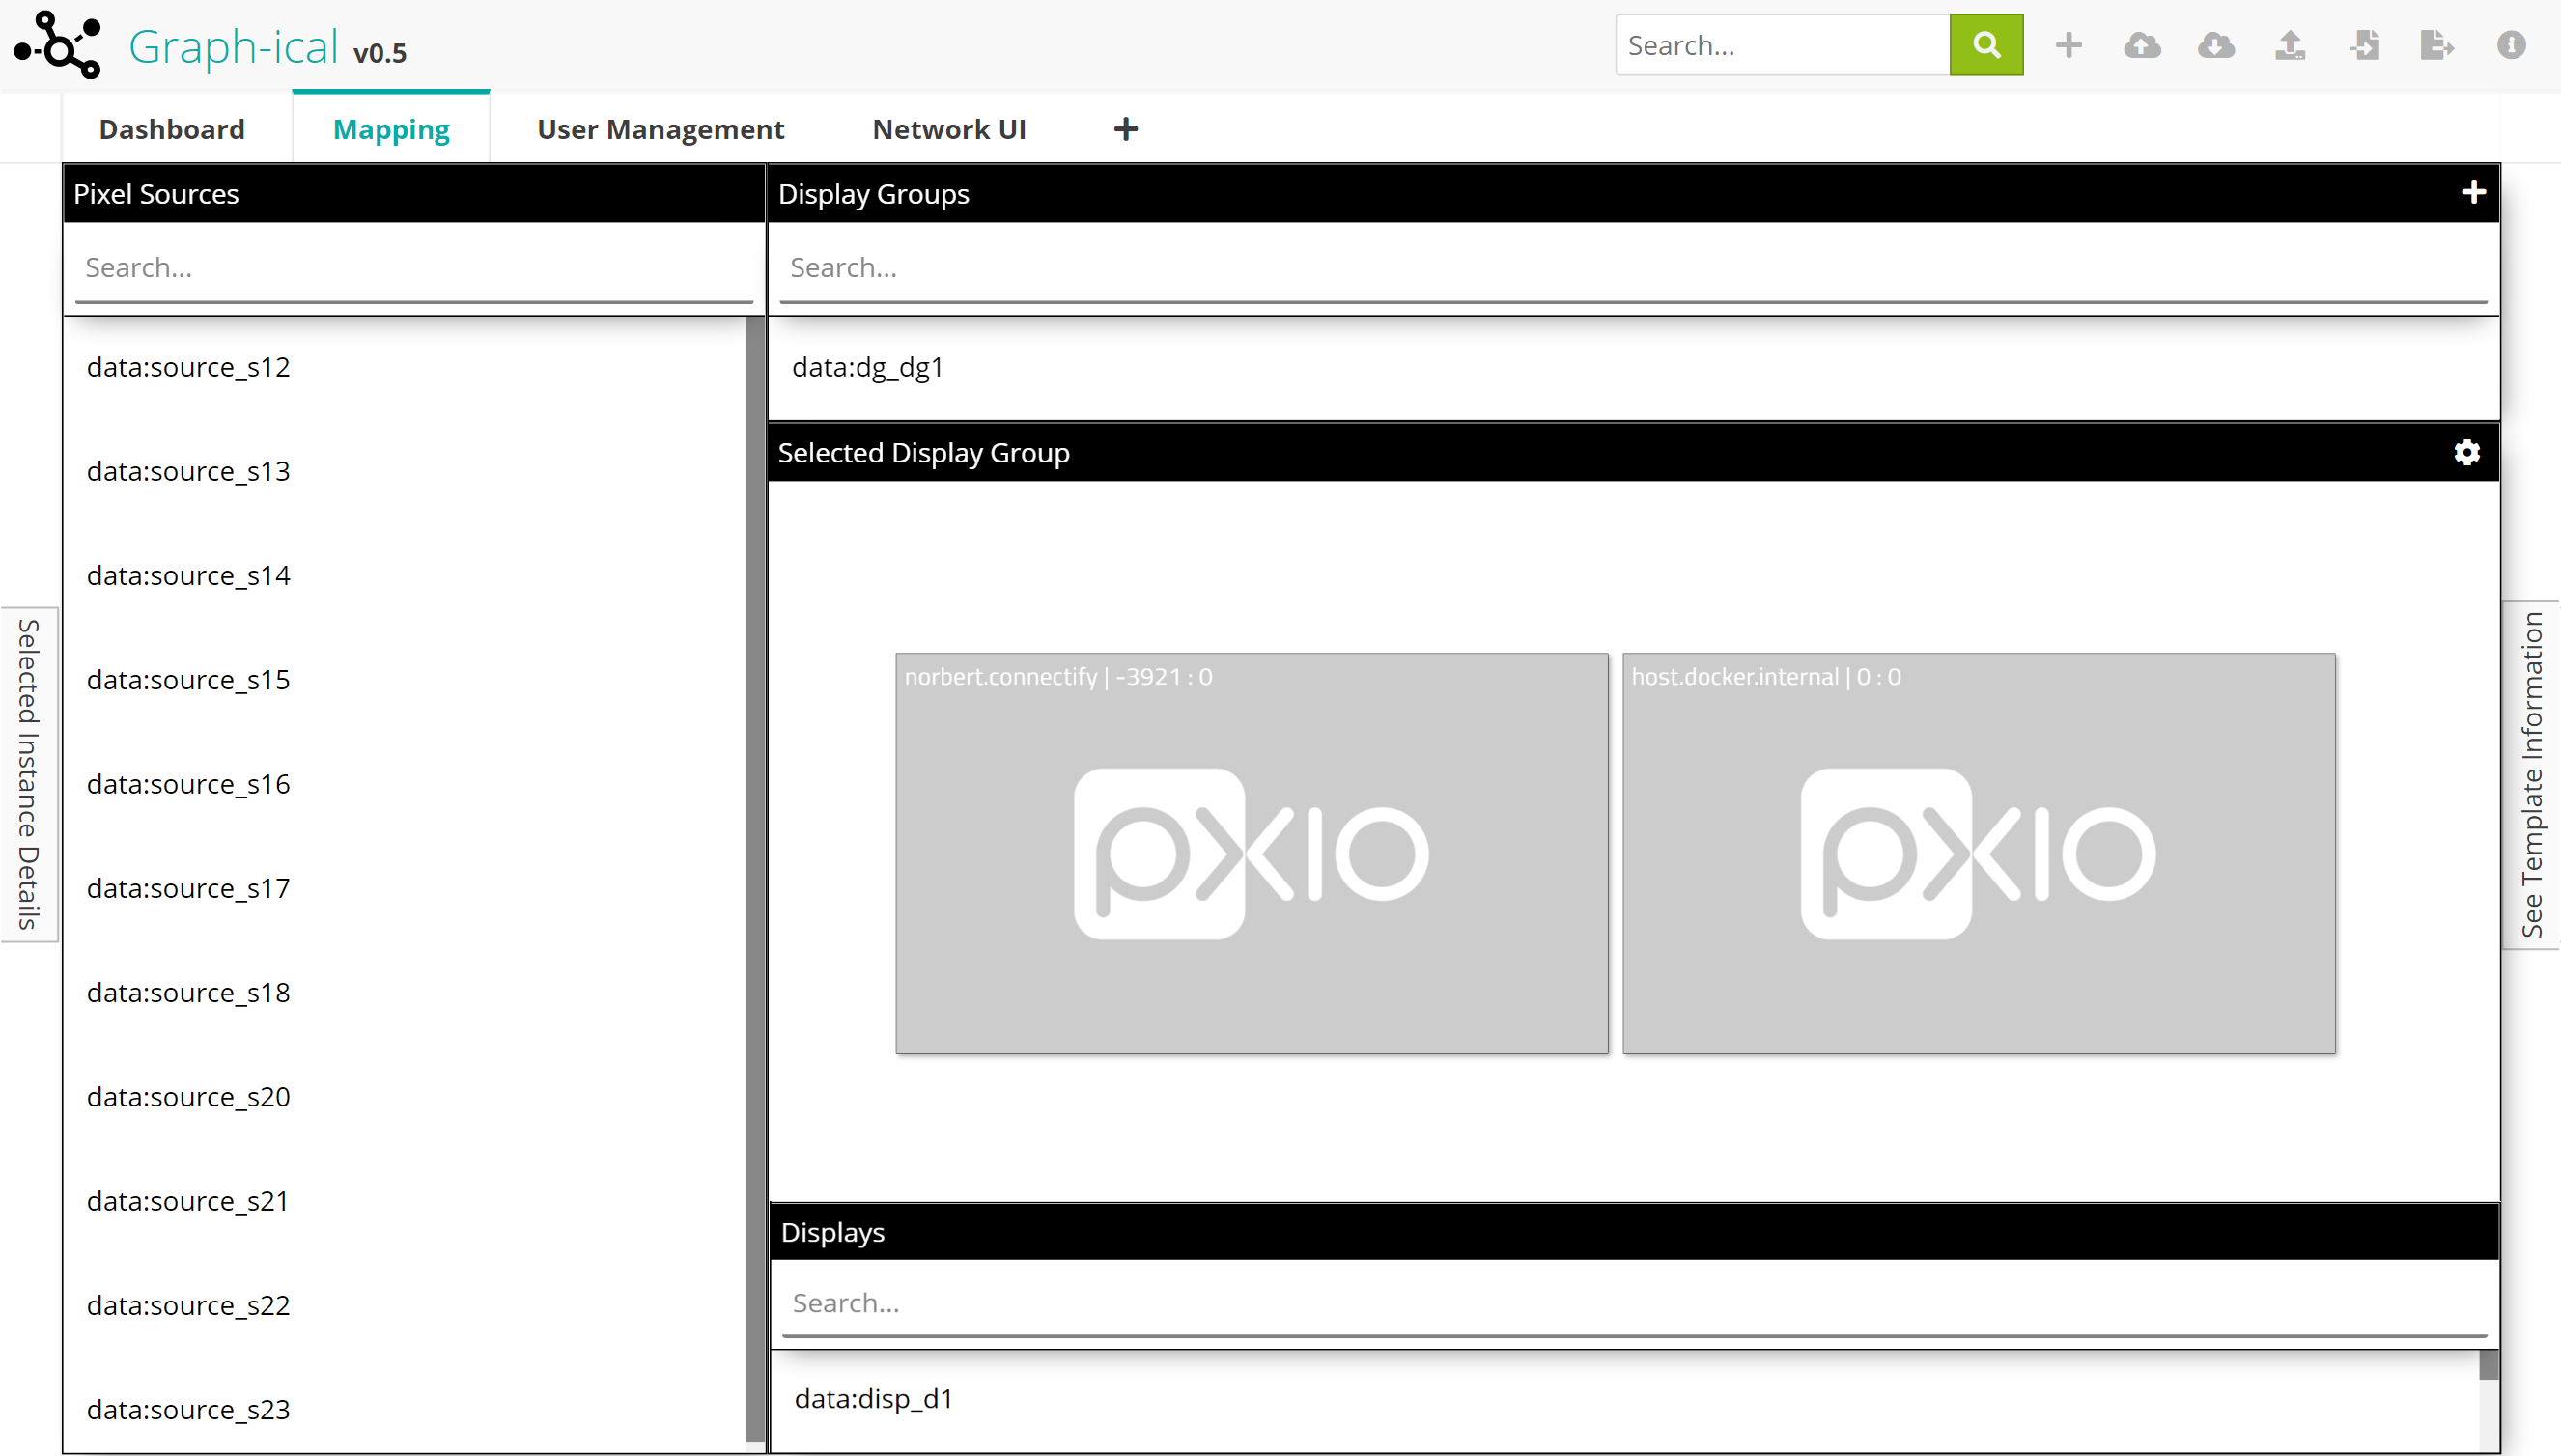 Graph-ical v0.5
Search...
Dashboard
Mapping
User Management
Network UI
Pixel Sources
Search...
data:source_s12
data:source_s13
data:source_s14
data:source_s15
data:source_s16
data:source_s17
data:source_s18
data:source_s20
data:source_s21
data:source_s22
data:source_s23
Display Groups
Search...
data:dg_dg1
Selected Display Group
norbert.connectify | -3921 : 0
pxio
host.docker.internal | 0 : 0
pxio
Displays
Search...
data:disp_d1
Selected Instance Details
See Template Information